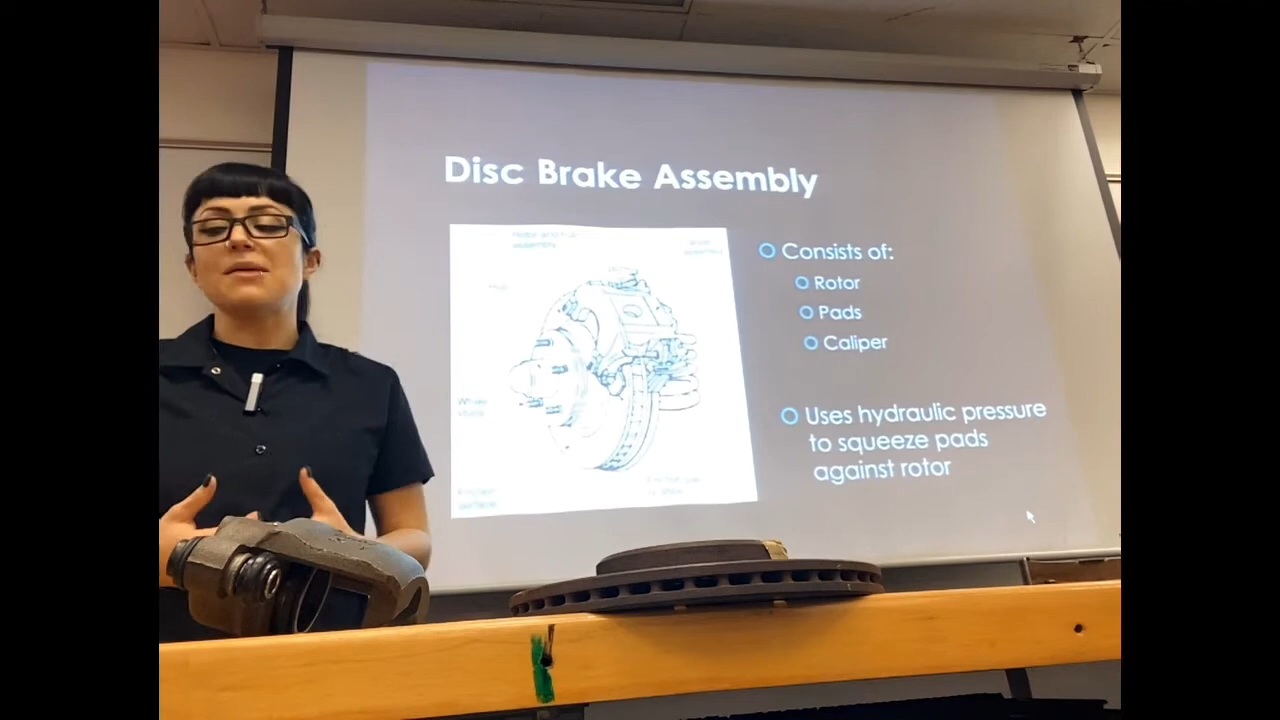 Disc Brake Assembly
Consists of:
Rotor
Pads
Caliper
Uses hydraulic pressure
to squeeze pads
against rotor